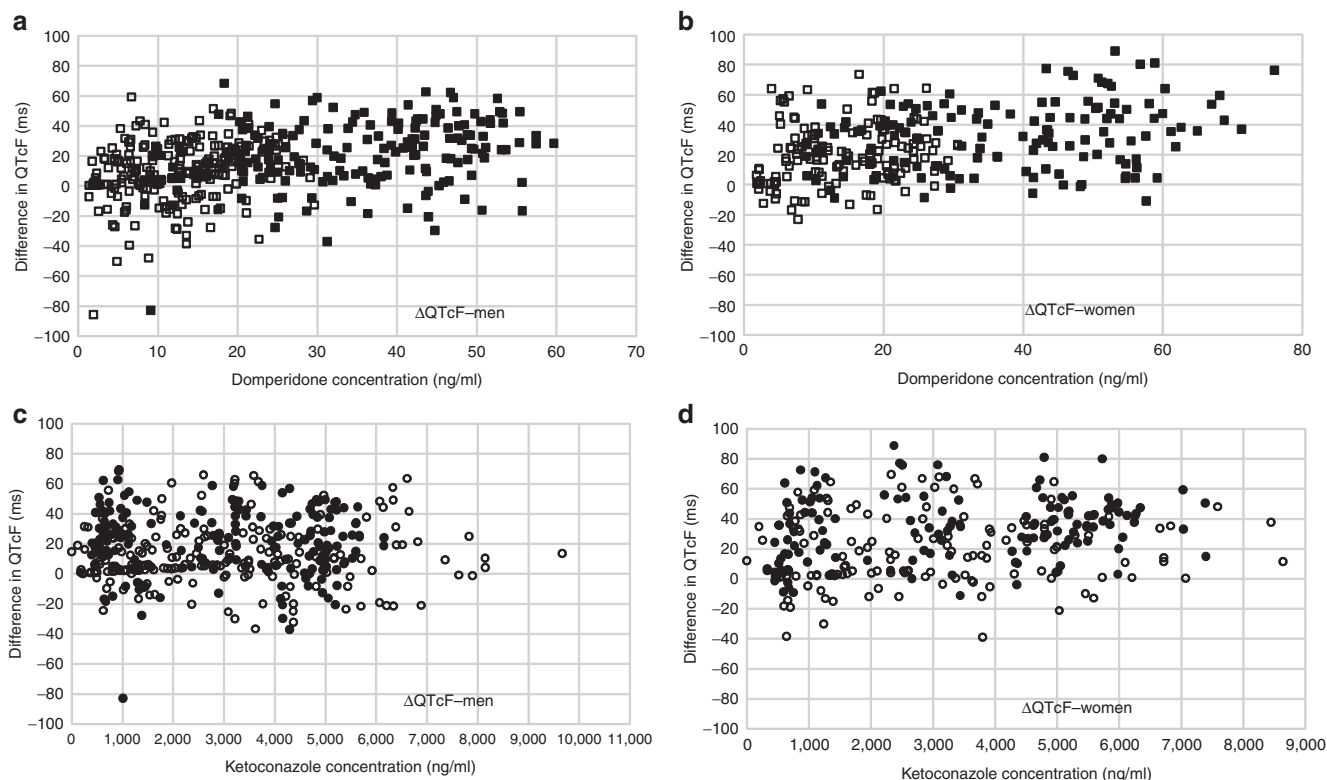 a
100
80
60
40
20
0
−20
−40
−60
−80
−100
Difference in QTcF (ms)
ΔQTcF–men
0 10 20 30 40 50 60 70
Domperidone concentration (ng/ml)
b
100
80
60
40
20
0
−20
−40
−60
−80
−100
Difference in QTcF (ms)
ΔQTcF–women
0 20 40 60 80
Domperidone concentration (ng/ml)
c
100
80
60
40
20
0
−20
−40
−60
−80
−100
Difference in QTcF (ms)
ΔQTcF–men
0 1,000 2,000 3,000 4,000 5,000 6,000 7,000 8,000 9,000 10,000 11,000
Ketoconazole concentration (ng/ml)
d
100
80
60
40
20
0
−20
−40
−60
−80
−100
Difference in QTcF (ms)
ΔQTcF–women
0 1,000 2,000 3,000 4,000 5,000 6,000 7,000 8,000 9,000
Ketoconazole concentration (ng/ml)